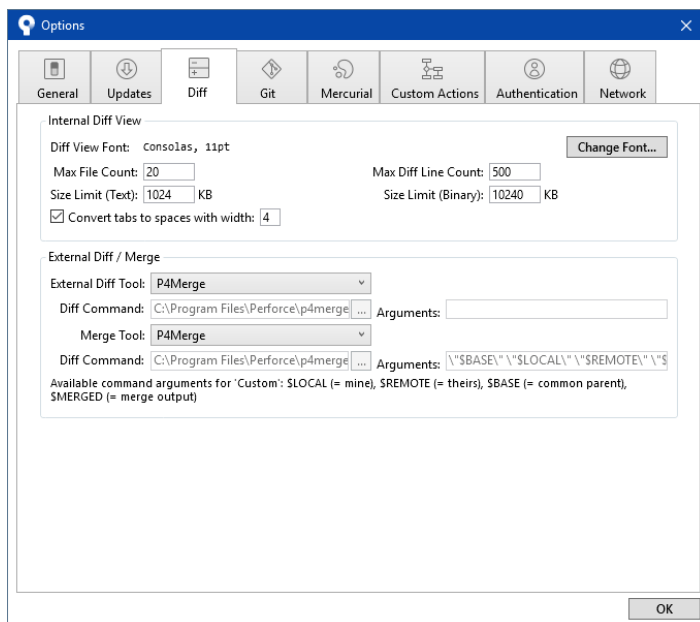 Options
General Updates Diff Git Mercurial Custom Actions Authentication Network
Internal Diff View
Diff View Font: Consolas, 11pt Change Font...
Max File Count: 20 Max Diff Line Count: 500
Size Limit (Text): 1024 KB Size Limit (Binary): 10240 KB
Convert tabs to spaces with width: 4
External Diff / Merge
External Diff Tool: P4Merge
Diff Command: C:\Program Files\Perforce\p4merge ... Arguments:
Merge Tool: P4Merge
Diff Command: C:\Program Files\Perforce\p4merge ... Arguments: \"$BASE\" \"$LOCAL\" \"$REMOTE\" \"$
Available command arguments for 'Custom': $LOCAL (= mine), $REMOTE (= theirs), $BASE (= common parent),
$MERGED (= merge output)
OK